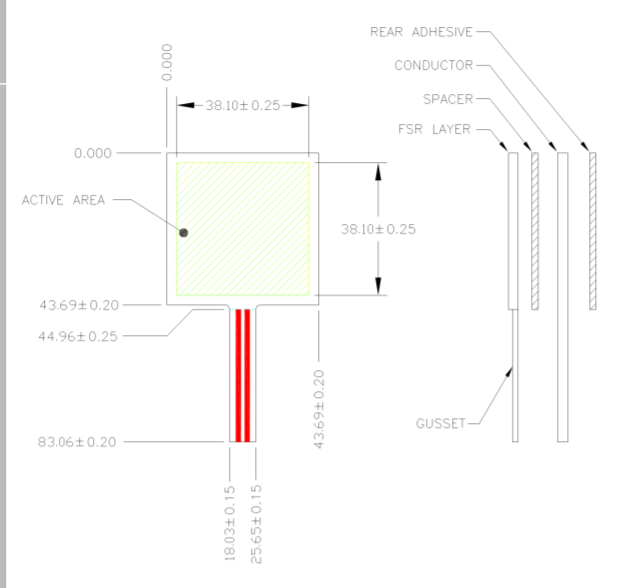 REAR ADHESIVE
CONDUCTOR
SPACER
FSR LAYER
0.000
38.10±0.25
0.000
ACTIVE AREA
38.10±0.25
43.69±0.20
44.96±0.25
43.69±0.20
GUSSET
83.06±0.20
18.03±0.15
25.65±0.15